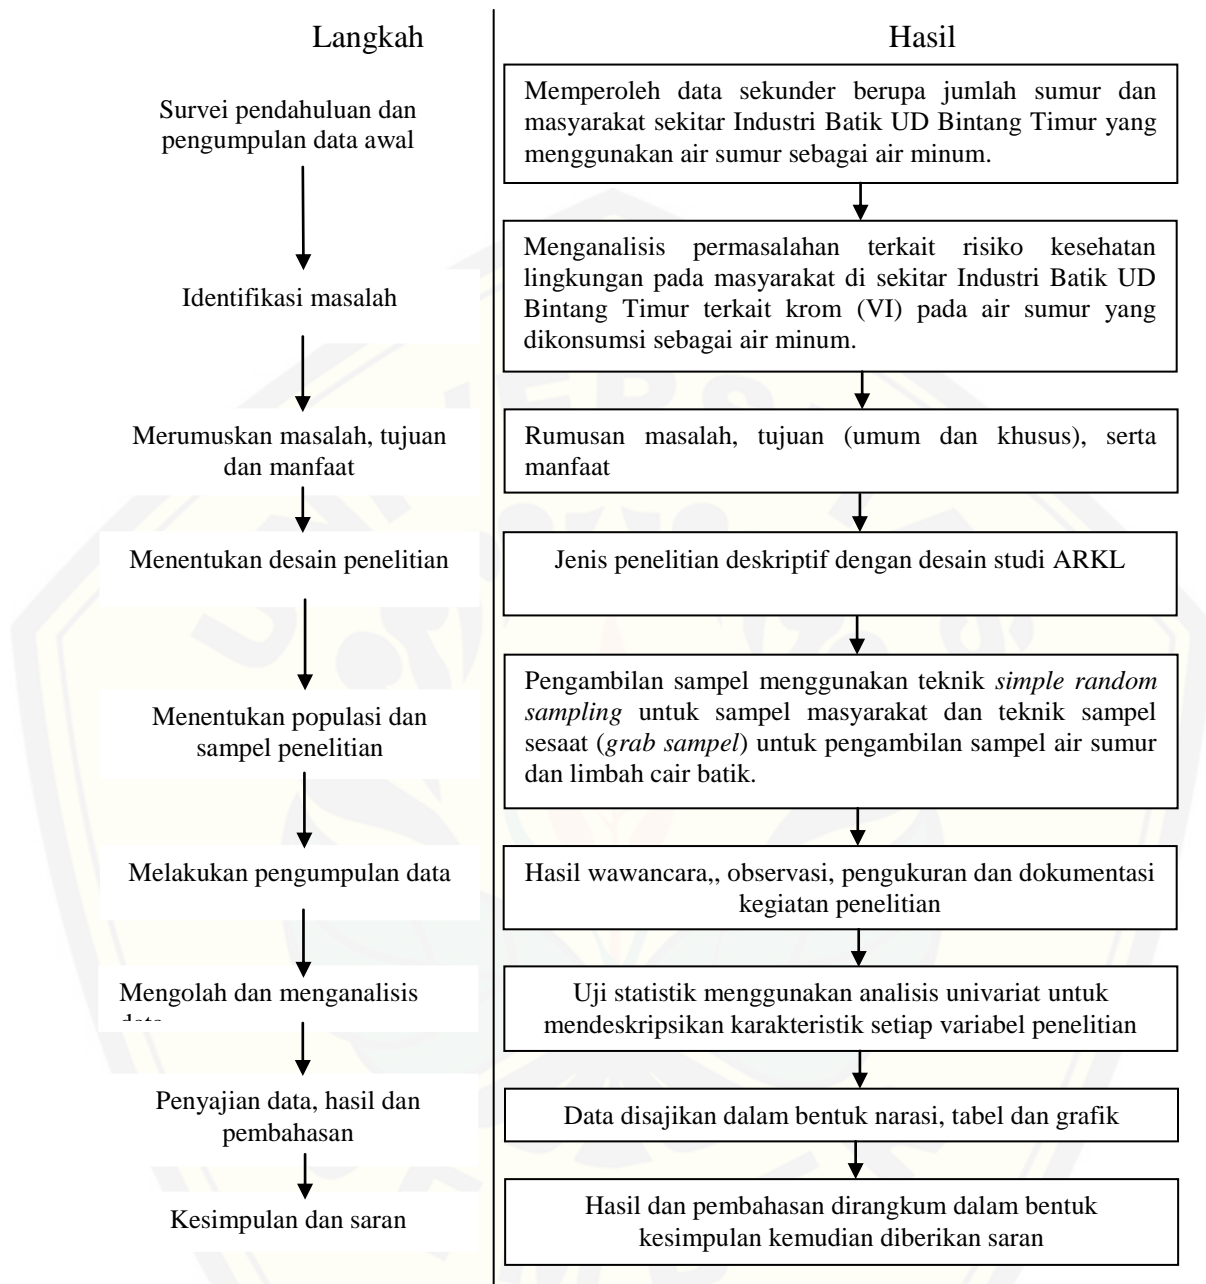 Langkah
Hasil
Survei pendahuluan dan
pengumpulan data awal
Memperoleh data sekunder berupa jumlah sumur dan
masyarakat sekitar Industri Batik UD Bintang Timur yang
menggunakan air sumur sebagai air minum.
Identifikasi masalah
Menganalisis permasalahan terkait risiko kesehatan
lingkungan pada masyarakat di sekitar Industri Batik UD
Bintang Timur terkait krom (VI) pada air sumur yang
dikonsumsi sebagai air minum.
Merumuskan masalah, tujuan
dan manfaat
Rumusan masalah, tujuan (umum dan khusus), serta
manfaat
Menentukan desain penelitian
Jenis penelitian deskriptif dengan desain studi ARKL
Menentukan populasi dan
sampel penelitian
Pengambilan sampel menggunakan teknik simple random
sampling untuk sampel masyarakat dan teknik sampel
sesaat (grab sampel) untuk pengambilan sampel air sumur
dan limbah cair batik.
Melakukan pengumpulan data
Hasil wawancara,, observasi, pengukuran dan dokumentasi
kegiatan penelitian
Mengolah dan menganalisis
data
Uji statistik menggunakan analisis univariat untuk
mendeskripsikan karakteristik setiap variabel penelitian
Penyajian data, hasil dan
pembahasan
Data disajikan dalam bentuk narasi, tabel dan grafik
Kesimpulan dan saran
Hasil dan pembahasan dirangkum dalam bentuk
kesimpulan kemudian diberikan saran